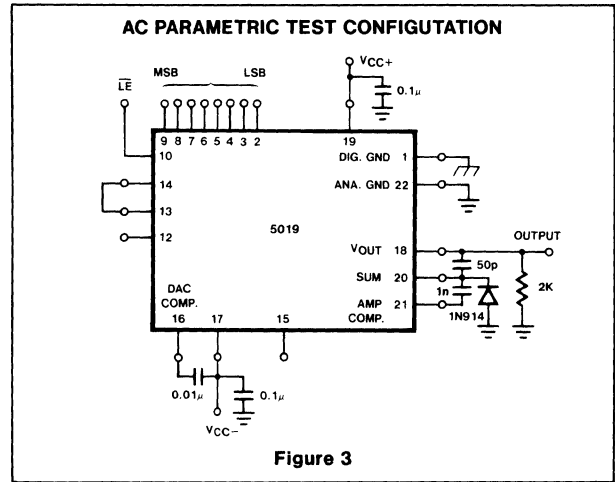 AC PARAMETRIC TEST CONFIGUTATION
VCC+
MSB LSB
LE
0.1μ
9 8 7 6 5 4 3 2 19
10 DIG. GND 1
14 ANA. GND 22
13
5019
12
VOUT 18 OUTPUT
50p
SUM 20
1n 2K
DAC COMP.
AMP COMP. 21
1N914
16 17 15
0.01μ 0.1μ
VCC−
Figure 3